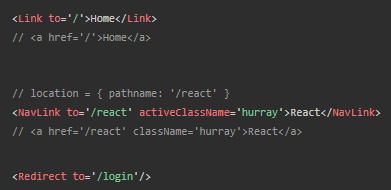 <Link to='/'>Home</Link>
// <a href='/'>Home</a>
// location = { pathname: '/react' }
<NavLink to='/react' activeClassName='hurray'>React</NavLink>
// <a href='/react' className='hurray'>React</a>
<Redirect to='/login'/>